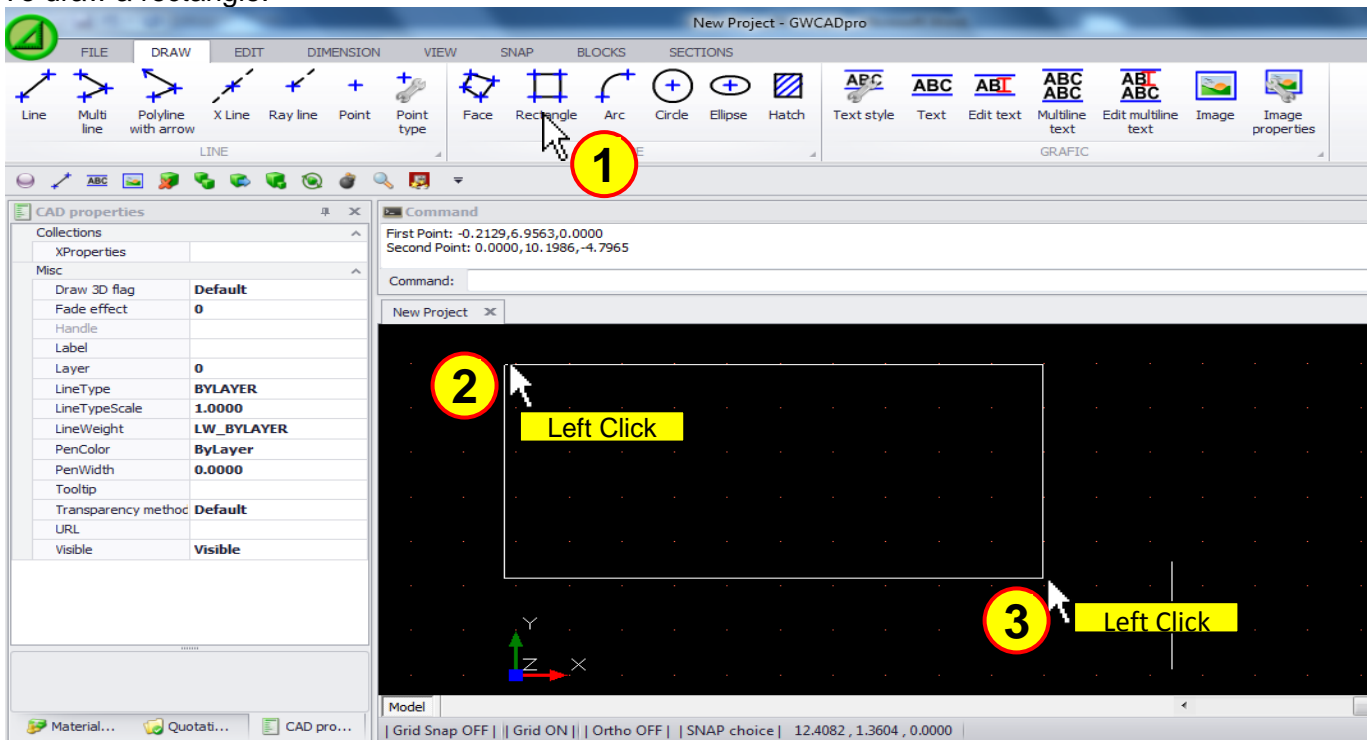 To draw a rectangle:
New Project - GWCADpro
FILE DRAW EDIT DIMENSION VIEW SNAP BLOCKS SECTIONS
Line Multi line Polyline with arrow X Line Ray line Point Point type Face Rectangle Arc Circle Ellipse Hatch Text style Text Edit text Multiline text Edit multiline text Image Image properties
ABC ABC ABI ABC ABC ABI ABC
LINE GRAFIC
1
ABC
CAD properties
Collections
XProperties
Misc
Draw 3D flag Default
Fade effect 0
Handle
Label
Layer 0
LineType BYLAYER
LineTypeScale 1.0000
LineWeight LW_BYLAYER
PenColor ByLayer
PenWidth 0.0000
Tooltip
Transparency method Default
URL
Visible Visible
Material... Quotati... CAD pro...
Command
First Point: -0.2129,6.9563,0.0000
Second Point: 0.0000,10.1986,-4.7965
Command:
New Project
2
Left Click
3
Left Click
Y
Z X
Model
| Grid Snap OFF | || Grid ON || | Ortho OFF | | SNAP choice | 12.4082 , 1.3604 , 0.0000